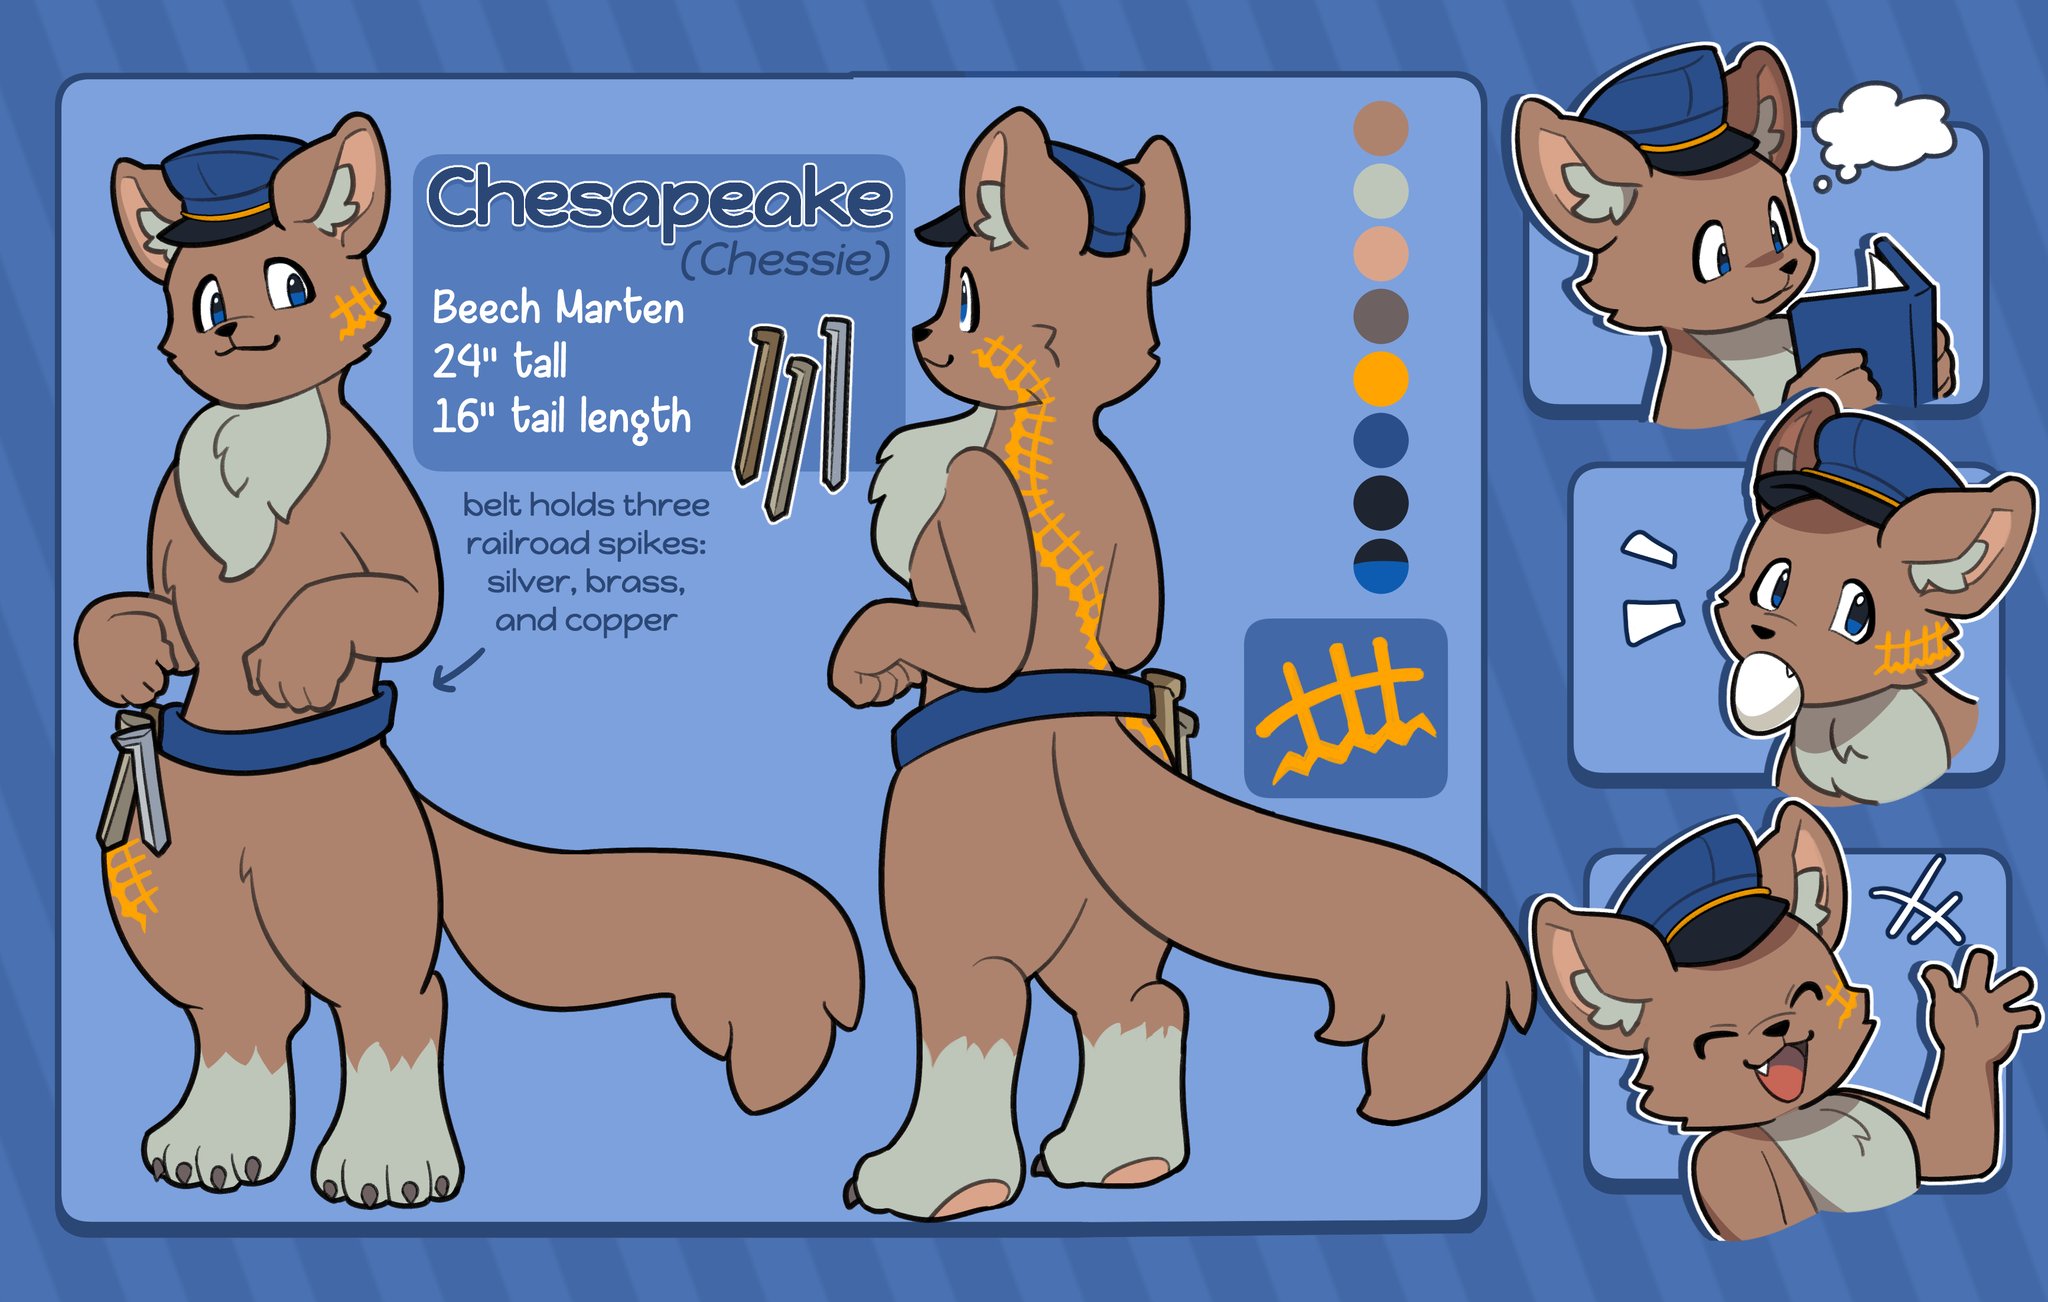 Chesapeake
(Chessie)
Beech Marten
24" tall
16" tail length
belt holds three
railroad spikes:
silver, brass,
and copper